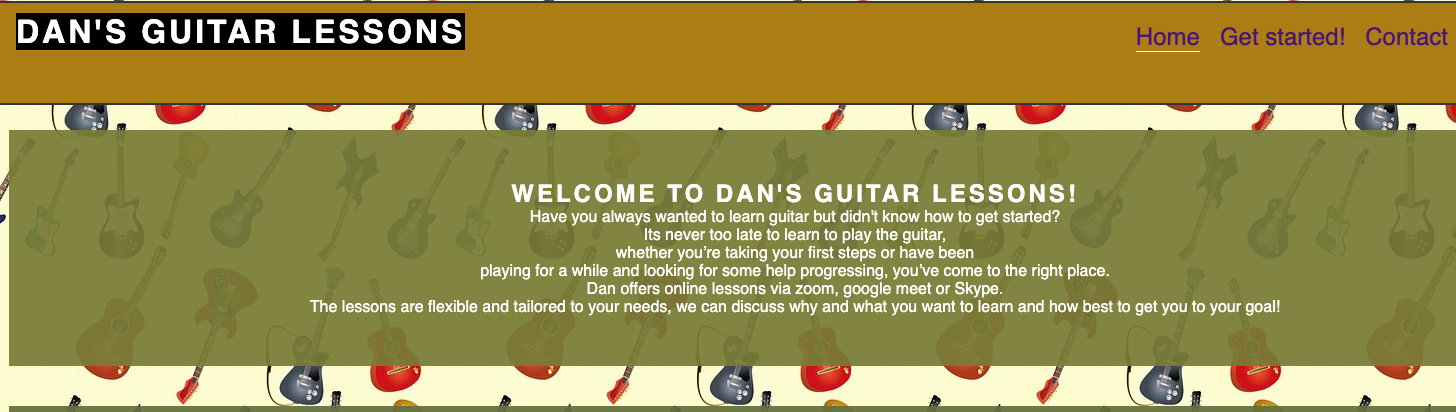 DAN'S GUITAR LESSONS
Home Get started! Contact
WELCOME TO DAN'S GUITAR LESSONS!
Have you always wanted to learn guitar but didn't know how to get started?
Its never too late to learn to play the guitar,
whether you’re taking your first steps or have been
playing for a while and looking for some help progressing, you’ve come to the right place.
Dan offers online lessons via zoom, google meet or Skype.
The lessons are flexible and tailored to your needs, we can discuss why and what you want to learn and how best to get you to your goal!